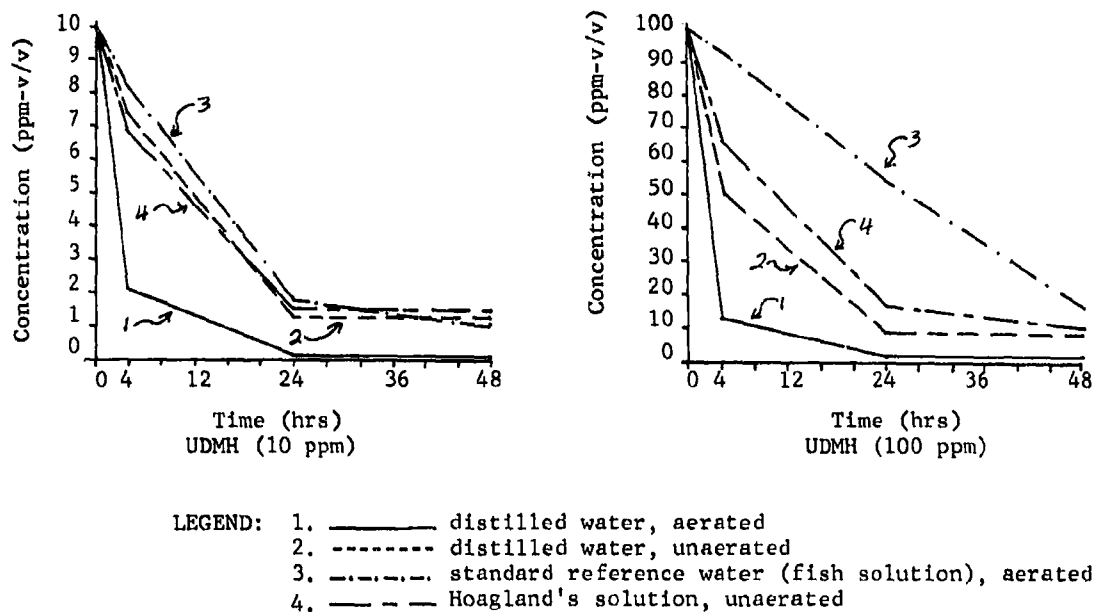 Concentration (ppm-v/v)
10
9
8
7
6
5
4
3
2
1
0
3
4
1
2
0 4 12 24 36 48
Time (hrs)
UDMH (10 ppm)
Concentration (ppm-v/v)
100
90
80
70
60
50
40
30
20
10
0
3
4
2
1
0 4 12 24 36 48
Time (hrs)
UDMH (100 ppm)
LEGEND: 1. distilled water, aerated
2. distilled water, unaerated
3. standard reference water (fish solution), aerated
4. Hoagland's solution, unaerated